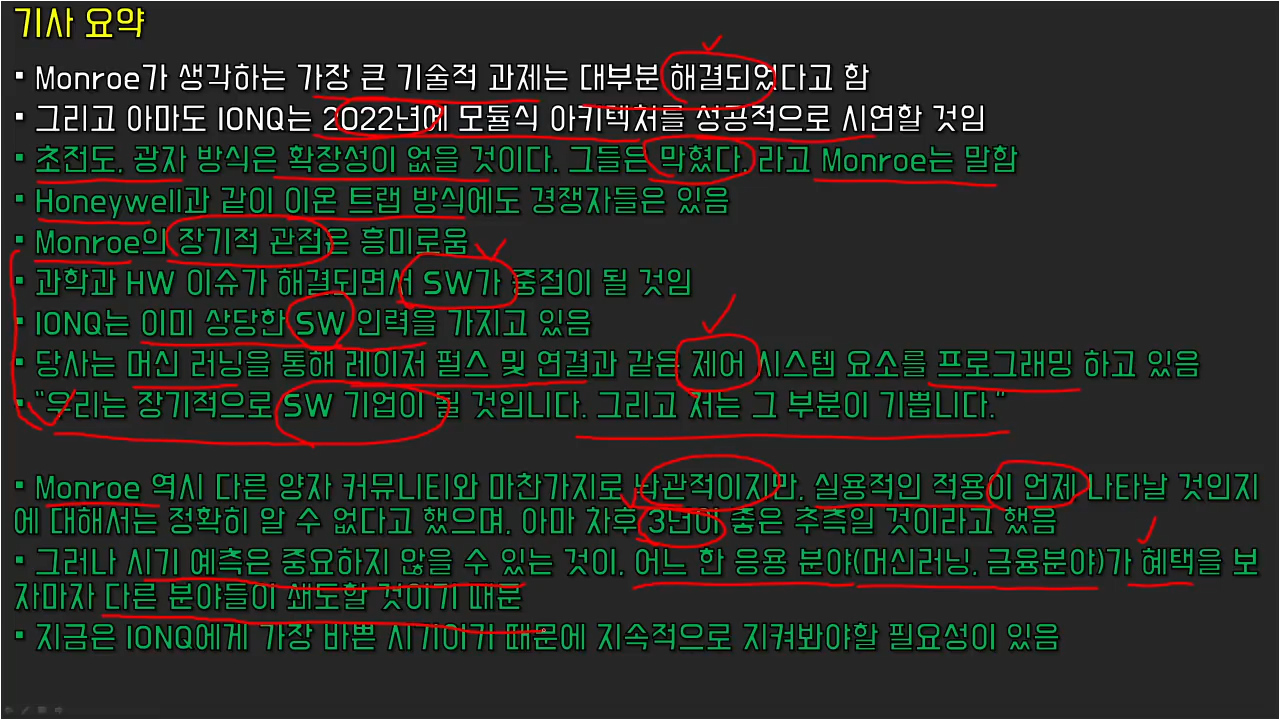 기사 요약
▪ Monroe가 생각하는 가장 큰 기술적 과제는 대부분 해결되었다고 함
▪ 그리고 아마도 IONQ는 2022년에 모듈식 아키텍처를 성공적으로 시연할 것임
▪ 초전도, 광자 방식은 확장성이 없을 것이다. 그들은 막혔다. 라고 Monroe는 말함
▪ Honeywell과 같이 이온 트랩 방식에도 경쟁자들은 있음
▪ Monroe의 장기적 관점은 흥미로움
▪ 과학과 HW 이슈가 해결되면서 SW가 중점이 될 것임
▪ IONQ는 이미 상당한 SW 인력을 가지고 있음
▪ 당사는 머신 러닝을 통해 레이저 펄스 및 연결과 같은 제어 시스템 요소를 프로그래밍 하고 있음
▪ "우리는 장기적으로 SW 기업이 될 것입니다. 그리고 저는 그 부분이 기쁩니다."
▪ Monroe 역시 다른 양자 커뮤니티와 마찬가지로 낙관적이지만, 실용적인 적용이 언제 나타날 것인지
에 대해서는 정확히 알 수 없다고 했으며, 아마 차후 3년이 좋은 추측일 것이라고 했음
▪ 그러나 시기 예측은 중요하지 않을 수 있는 것이, 어느 한 응용 분야(머신러닝, 금융분야)가 혜택을 보
자마자 다른 분야들이 쇄도할 것이기 때문
▪ 지금은 IONQ에게 가장 바쁜 시기이기 때문에 지속적으로 지켜봐야할 필요성이 있음